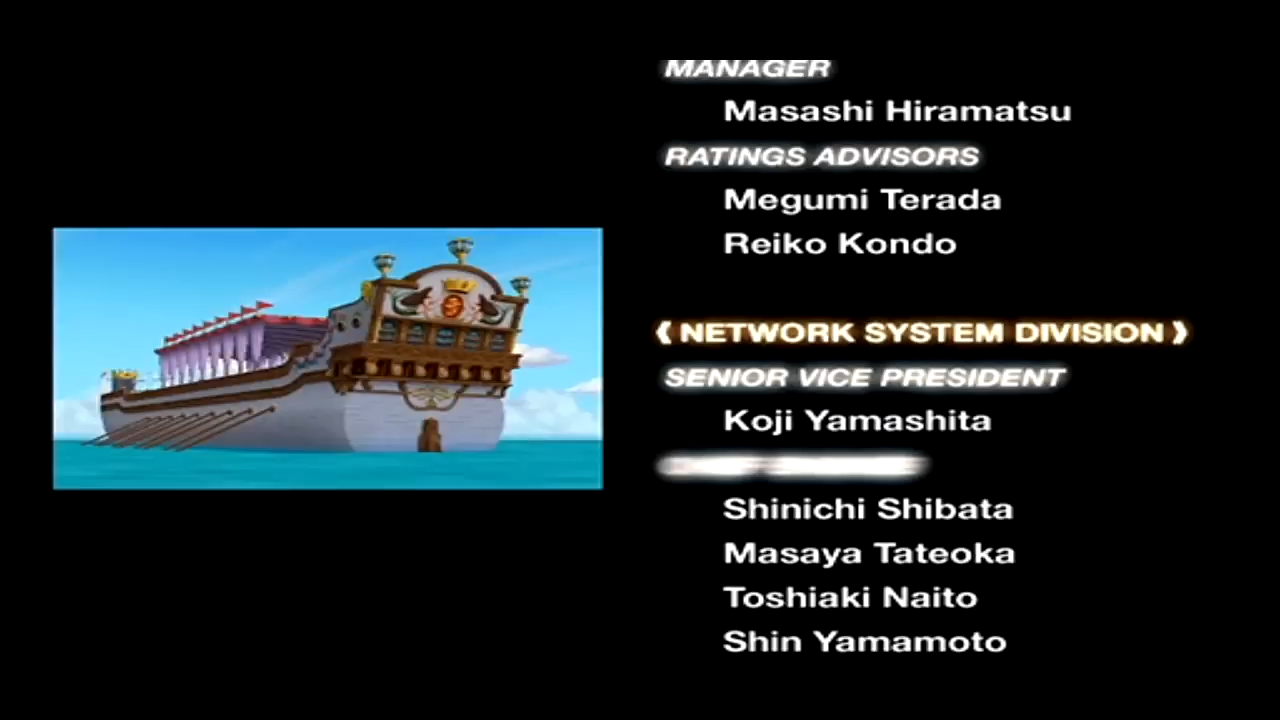 MANAGER
Masashi Hiramatsu
RATINGS ADVISORS
Megumi Terada
Reiko Kondo
❰ NETWORK SYSTEM DIVISION ❱
SENIOR VICE PRESIDENT
Koji Yamashita
Shinichi Shibata
Masaya Tateoka
Toshiaki Naito
Shin Yamamoto